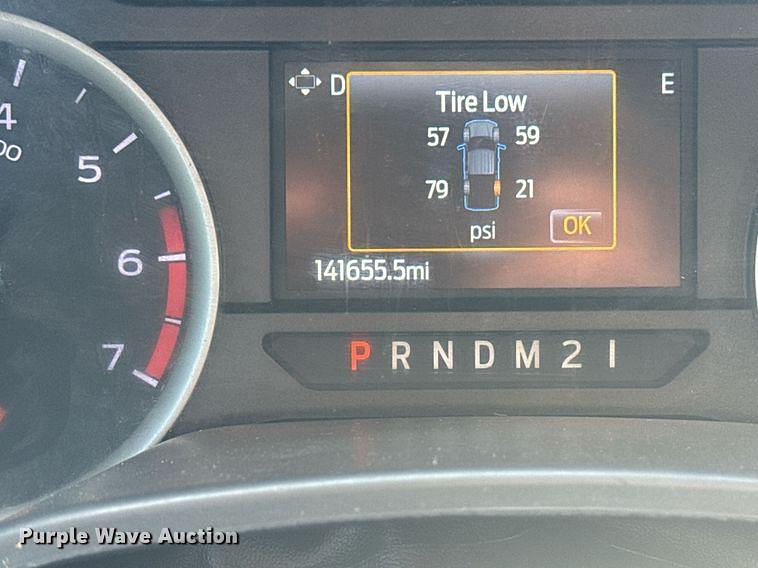 4
00
5
6
7
D
E
Tire Low
57 59
79 21
psi
OK
141655.5mi
P R N D M 2 1
Purple Wave Auction